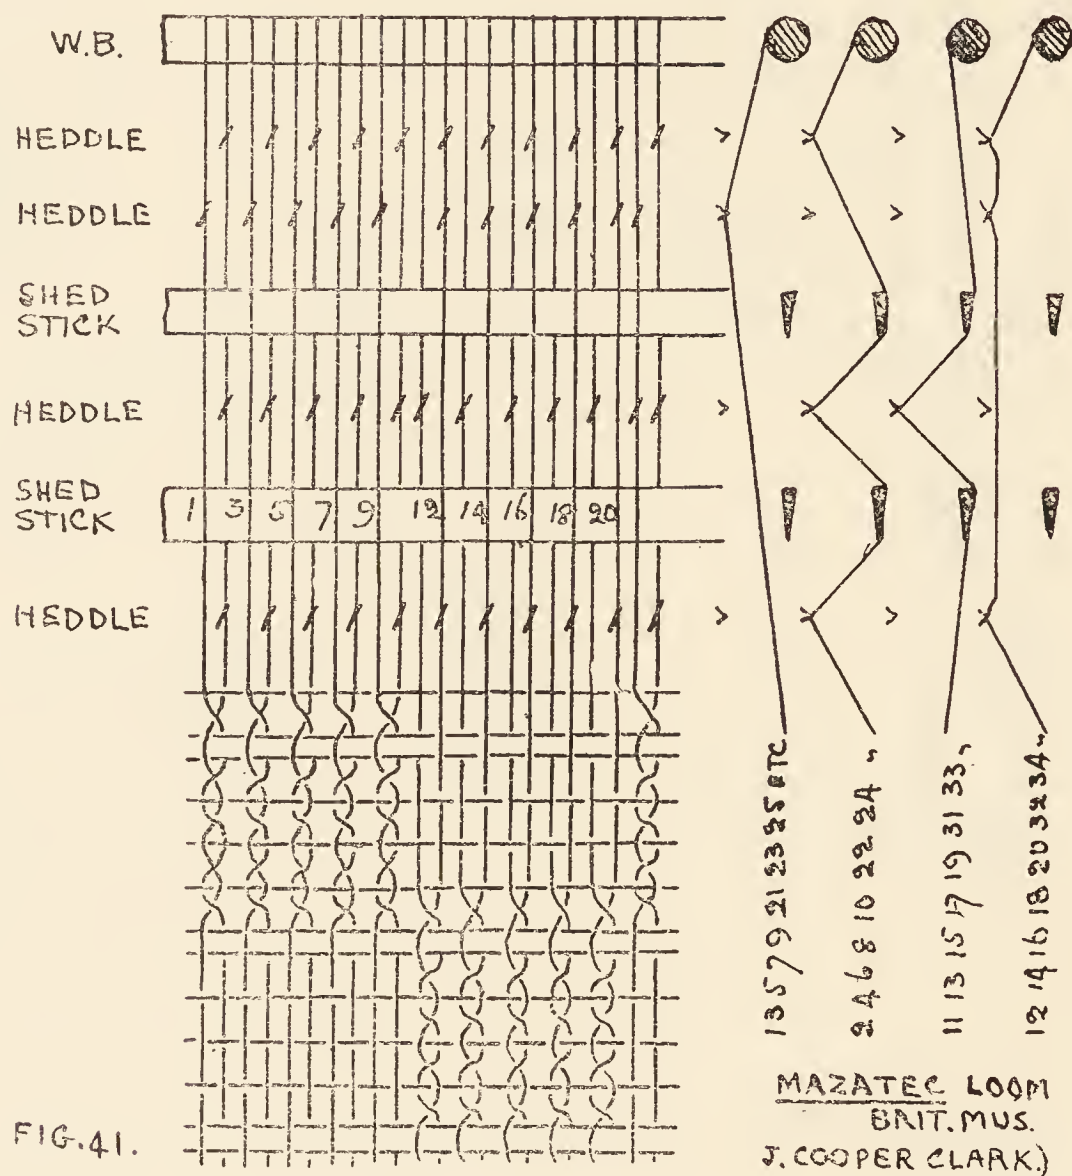 W.B.
HEDDLE
HEDDLE
SHED
STICK
HEDDLE
SHED
STICK
1 3 5 7 9 12 14 16 18 20
HEDDLE
1 3 5 7 9 21 23 25 ETC.
2 4 6 8 10 22 24 "
11 13 15 17 19 31 33 "
12 14 16 18 20 32 34 "
MAZATEC LOOM
BRIT. MUS.
J. COOPER CLARK.)
FIG. 41.